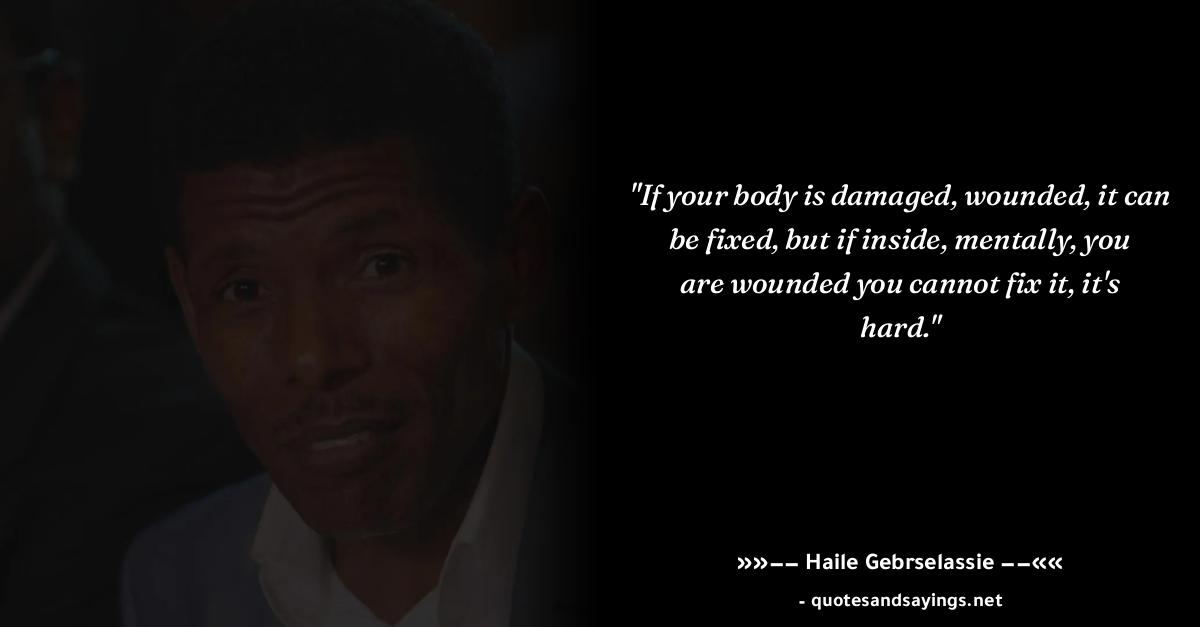 "If your body is damaged, wounded, it can
be fixed, but if inside, mentally, you
are wounded you cannot fix it, it's
hard."
»»–– Haile Gebrselassie ––««
- quotesandsayings.net